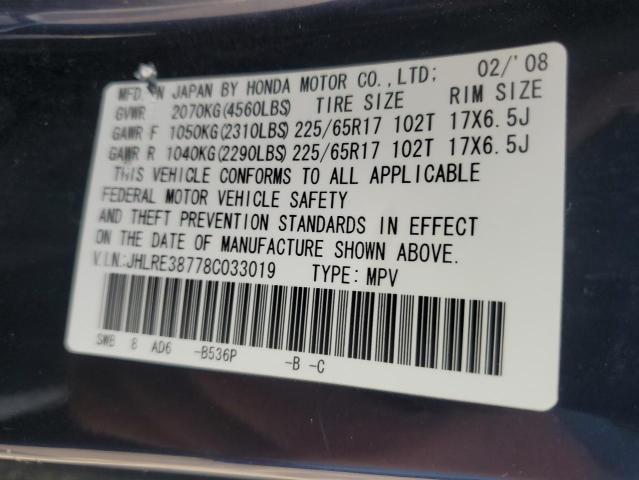 MFD. IN JAPAN BY HONDA MOTOR CO.,LTD; 02/'08
GVWR 2070KG(4560LBS) TIRE SIZE RIM SIZE
GAWR F 1050KG(2310LBS) 225/65R17 102T 17X6.5J
GAWR R 1040KG(2290LBS) 225/65R17 102T 17X6.5J
THIS VEHICLE CONFORMS TO ALL APPLICABLE
FEDERAL MOTOR VEHICLE SAFETY
AND THEFT PREVENTION STANDARDS IN EFFECT
ON THE DATE OF MANUFACTURE SHOWN ABOVE.
V.I.N.:JHLRE38778C033019 TYPE: MPV
SWB 8 AD6 -B536P -B -C